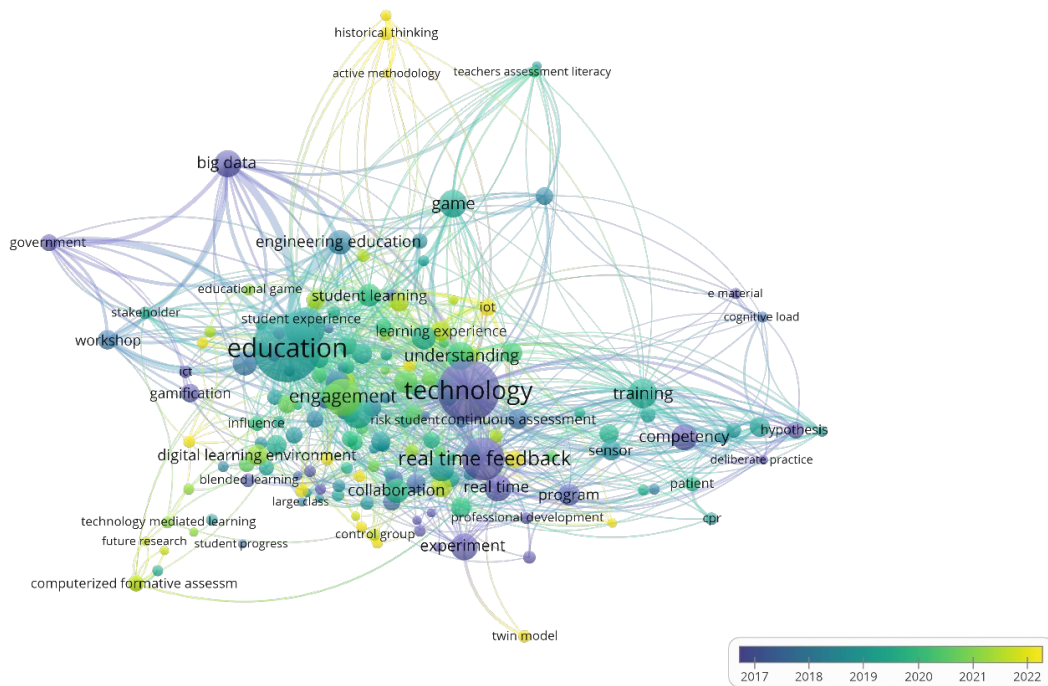 historical thinking
active methodology
teachers assessment literacy
big data
game
government
engineering education
educational game
student learning
e material
stakeholder
student experience
iot
cognitive load
workshop
learning experience
education
understanding
ict
technology
gamification
engagement
training
influence
risk student
continuous assessment
competency
hypothesis
digital learning environment
real time feedback
sensor
deliberate practice
blended learning
collaboration
real time
program
patient
large class
technology mediated learning
professional development
cpr
control group
future research
student progress
experiment
computerized formative assessm
twin model
2017 2018 2019 2020 2021 2022